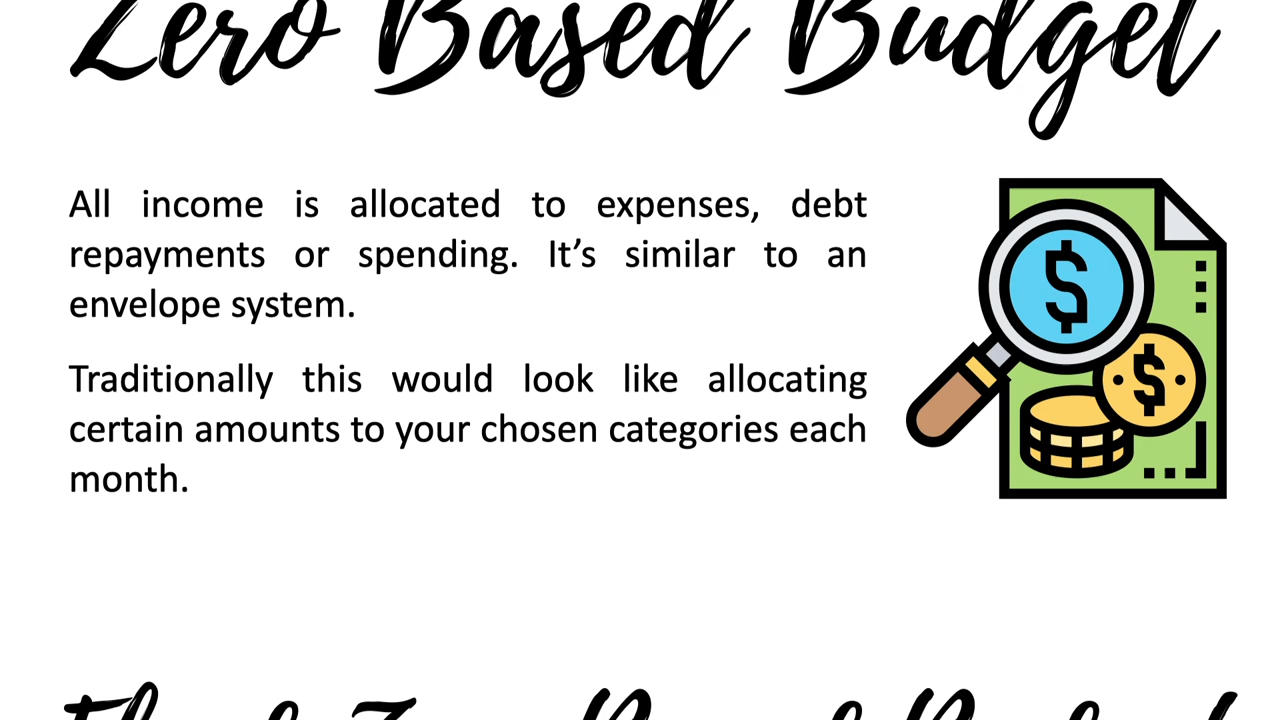 Zero Based Budget
All income is allocated to expenses, debt
repayments or spending. It’s similar to an
envelope system.
Traditionally this would look like allocating
certain amounts to your chosen categories each
month.